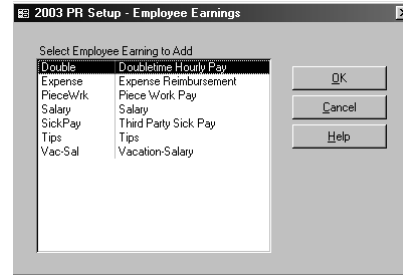 2003 PR Setup - Employee Earnings
Select Employee Earning to Add
Double Doubletime Hourly Pay
Expense Expense Reimbursement
PieceWrk Piece Work Pay
Salary Salary
SickPay Third Party Sick Pay
Tips Tips
Vac-Sal Vacation-Salary
OK
Cancel
Help